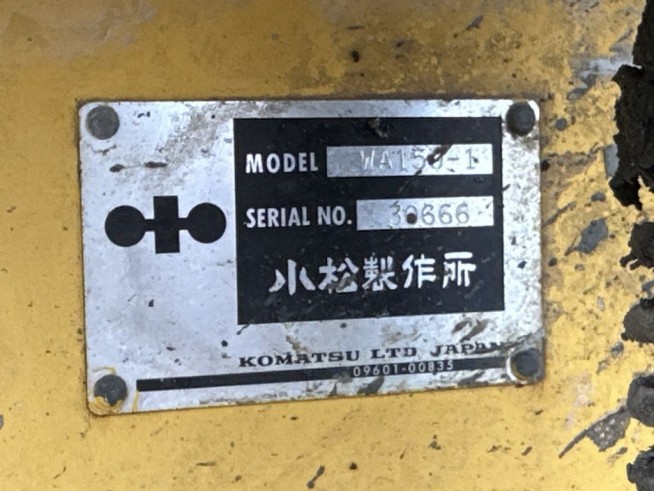 MODEL WA150-1
SERIAL NO. 30666
小松製作所
KOMATSU LTD JAPAN
09601-00835